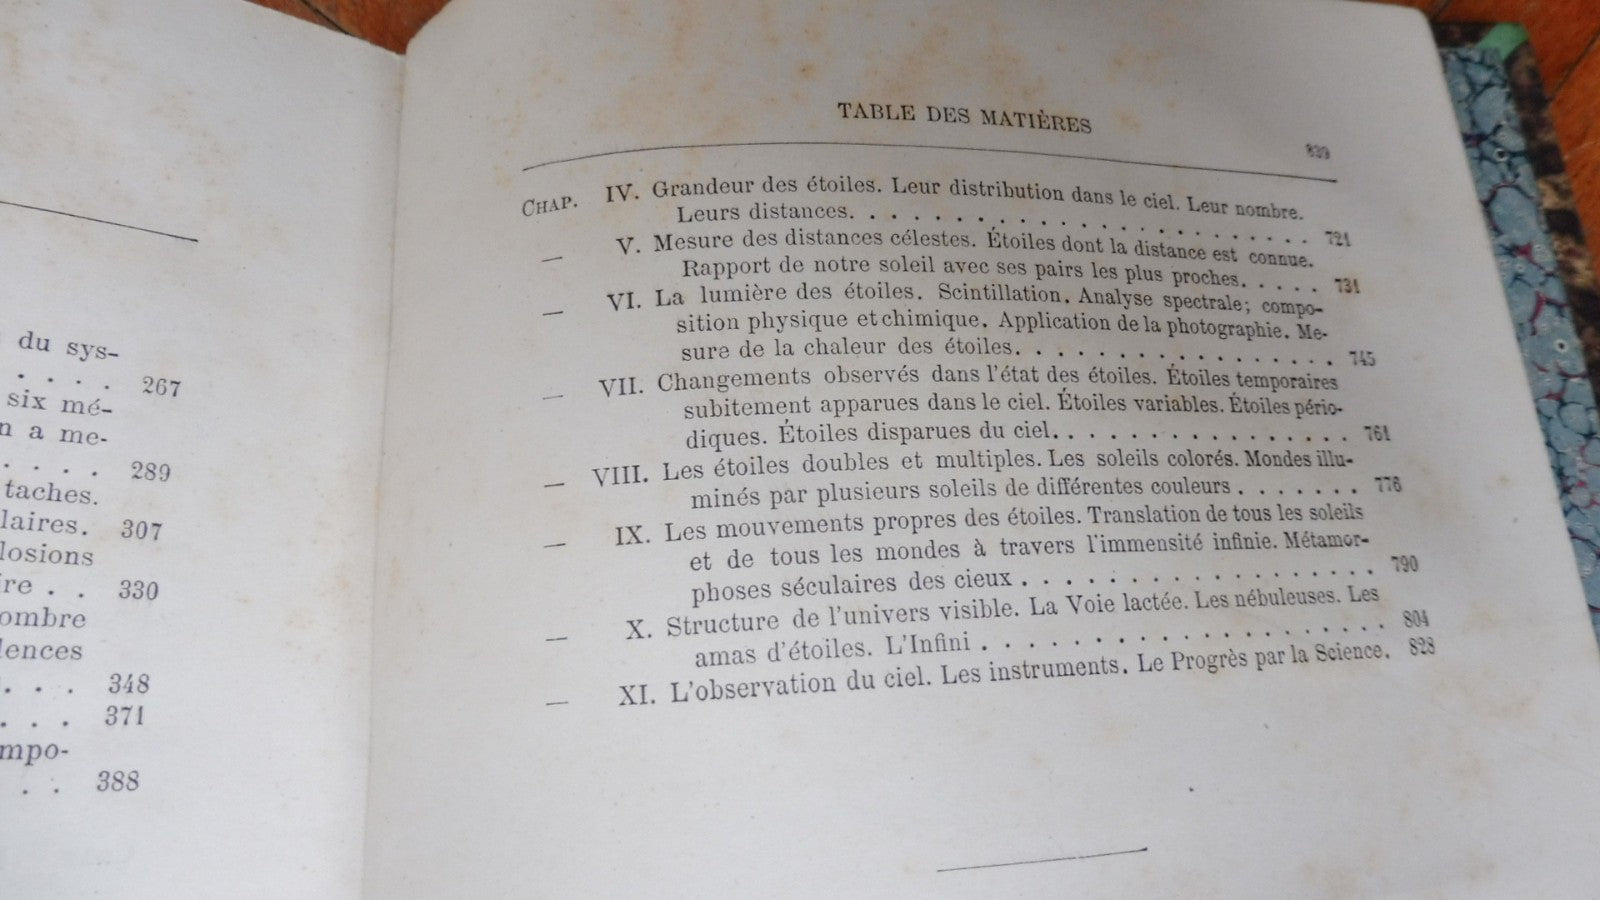 du sys-
. . . . 267
six mé-
n a me-
. . . . 289
taches.
laires. 307
losions
ire . . 330
ombre
lences
. . . 348
. . . 371
mpo-
. . 388
TABLE DES MATIÈRES
839
CHAP. IV. Grandeur des étoiles. Leur distribution dans le ciel. Leur nombre.
Leurs distances. . . . . . . . . . . . . . . . . . . . 721
— V. Mesure des distances célestes. Étoiles dont la distance est connue.
Rapport de notre soleil avec ses pairs les plus proches. . . . . 731
— VI. La lumière des étoiles. Scintillation. Analyse spectrale; compo-
sition physique et chimique. Application de la photographie. Me-
sure de la chaleur des étoiles. . . . . . . . . . . . . . . . 745
— VII. Changements observés dans l'état des étoiles. Étoiles temporaires
subitement apparues dans le ciel. Étoiles variables. Étoiles pério-
diques. Étoiles disparues du ciel. . . . . . . . . . . . . . . 761
— VIII. Les étoiles doubles et multiples. Les soleils colorés. Mondes illu-
minés par plusieurs soleils de différentes couleurs . . . . . . . 776
— IX. Les mouvements propres des étoiles. Translation de tous les soleils
et de tous les mondes à travers l'immensité infinie. Métamor-
phoses séculaires des cieux . . . . . . . . . . . . . . . . . 790
— X. Structure de l'univers visible. La Voie lactée. Les nébuleuses. Les
amas d'étoiles. L'Infini . . . . . . . . . . . . . . . . . . . 804
— XI. L'observation du ciel. Les instruments. Le Progrès par la Science. 828